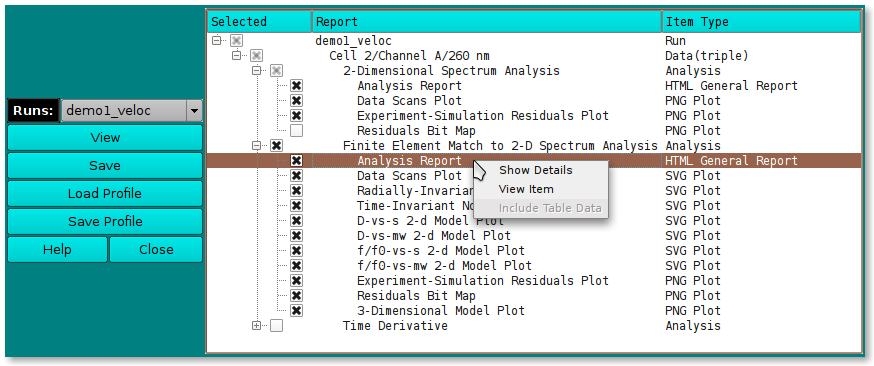 Selected Report Item Type
demo1_veloc Run
Cell 2/Channel A/260 nm Data(triple)
2-Dimensional Spectrum Analysis Analysis
Analysis Report HTML General Report
Data Scans Plot PNG Plot
Experiment-Simulation Residuals Plot PNG Plot
Residuals Bit Map PNG Plot
Finite Element Match to 2-D Spectrum Analysis Analysis
Analysis Report HTML General Report
Data Scans Plot SVG Plot
Radially-Invarian SVG Plot
Time-Invariant No SVG Plot
D-vs-s 2-d Model Plot SVG Plot
D-vs-mw 2-d Model Plot SVG Plot
f/f0-vs-s 2-d Model Plot SVG Plot
f/f0-vs-mw 2-d Model Plot SVG Plot
Experiment-Simulation Residuals Plot PNG Plot
Residuals Bit Map PNG Plot
3-Dimensional Model Plot PNG Plot
Time Derivative Analysis
Show Details
View Item
Include Table Data
Runs: demo1_veloc
View
Save
Load Profile
Save Profile
Help Close